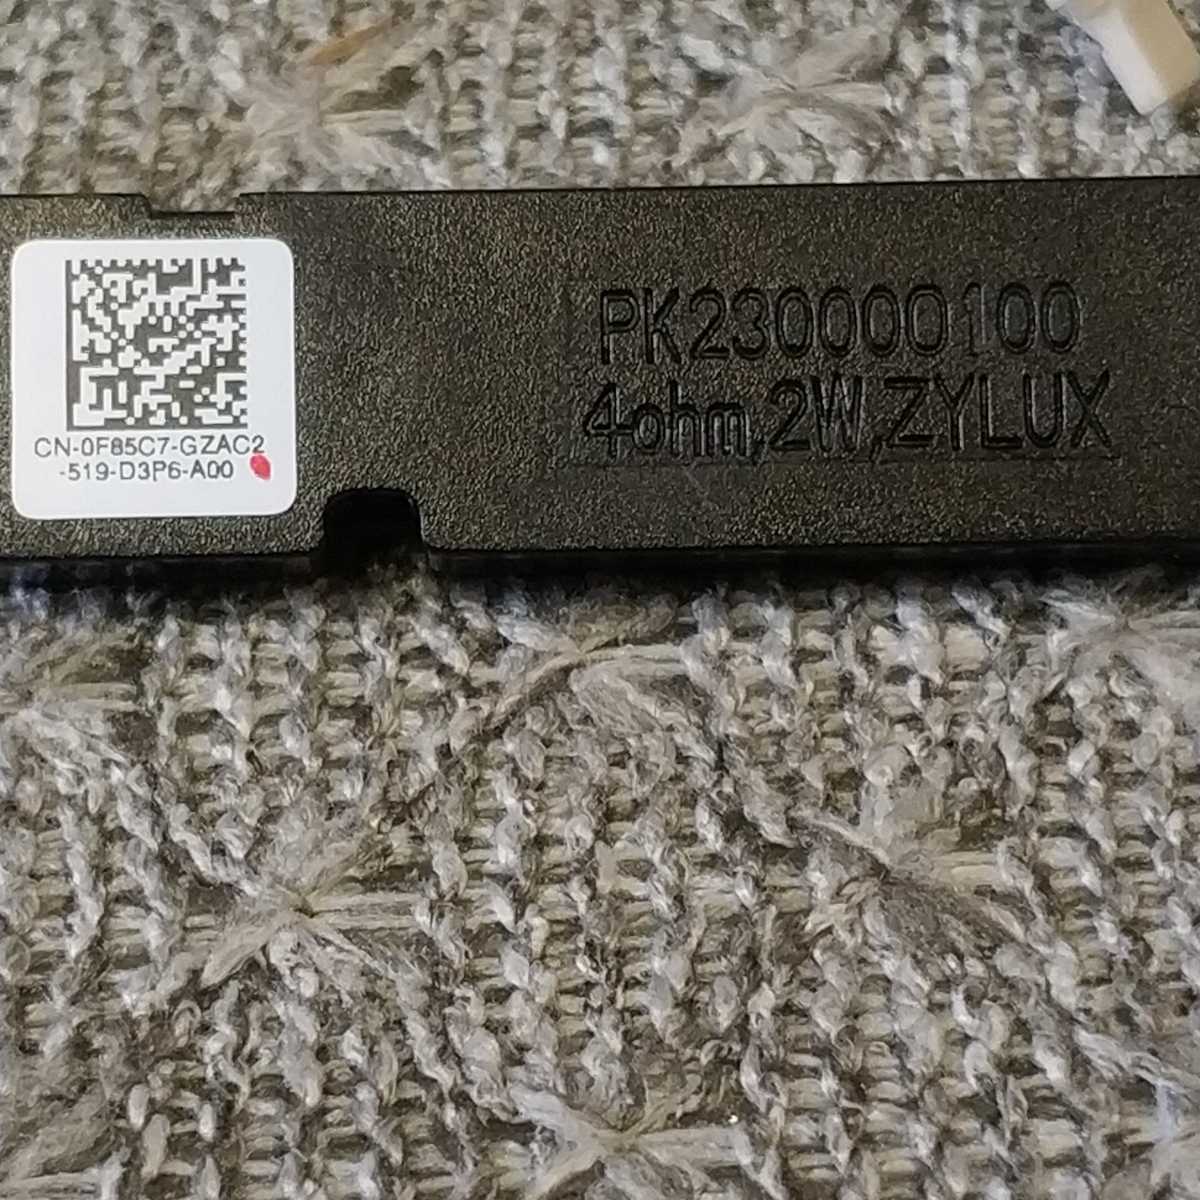 CN-0F85C7-GZAC2
-519-D3P6-A00
PK230000100
4ohm,2W,ZYLUX